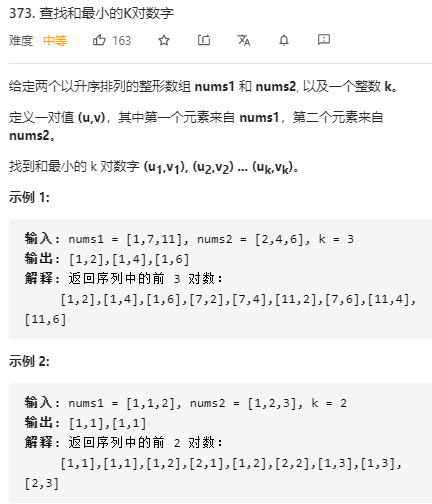 373. 查找和最小的K对数字
难度 中等 163
给定两个以升序排列的整形数组 nums1 和 nums2, 以及一个整数 k。
定义一对值 (u,v)，其中第一个元素来自 nums1，第二个元素来自
nums2。
找到和最小的 k 对数字 (u1,v1), (u2,v2) ... (uk,vk)。
示例 1:
输入: nums1 = [1,7,11], nums2 = [2,4,6], k = 3
输出: [1,2],[1,4],[1,6]
解释: 返回序列中的前 3 对数:
[1,2],[1,4],[1,6],[7,2],[7,4],[11,2],[7,6],[11,4],
[11,6]
示例 2:
输入: nums1 = [1,1,2], nums2 = [1,2,3], k = 2
输出: [1,1],[1,1]
解释: 返回序列中的前 2 对数:
[1,1],[1,1],[1,2],[2,1],[1,2],[2,2],[1,3],[1,3],
[2,3]